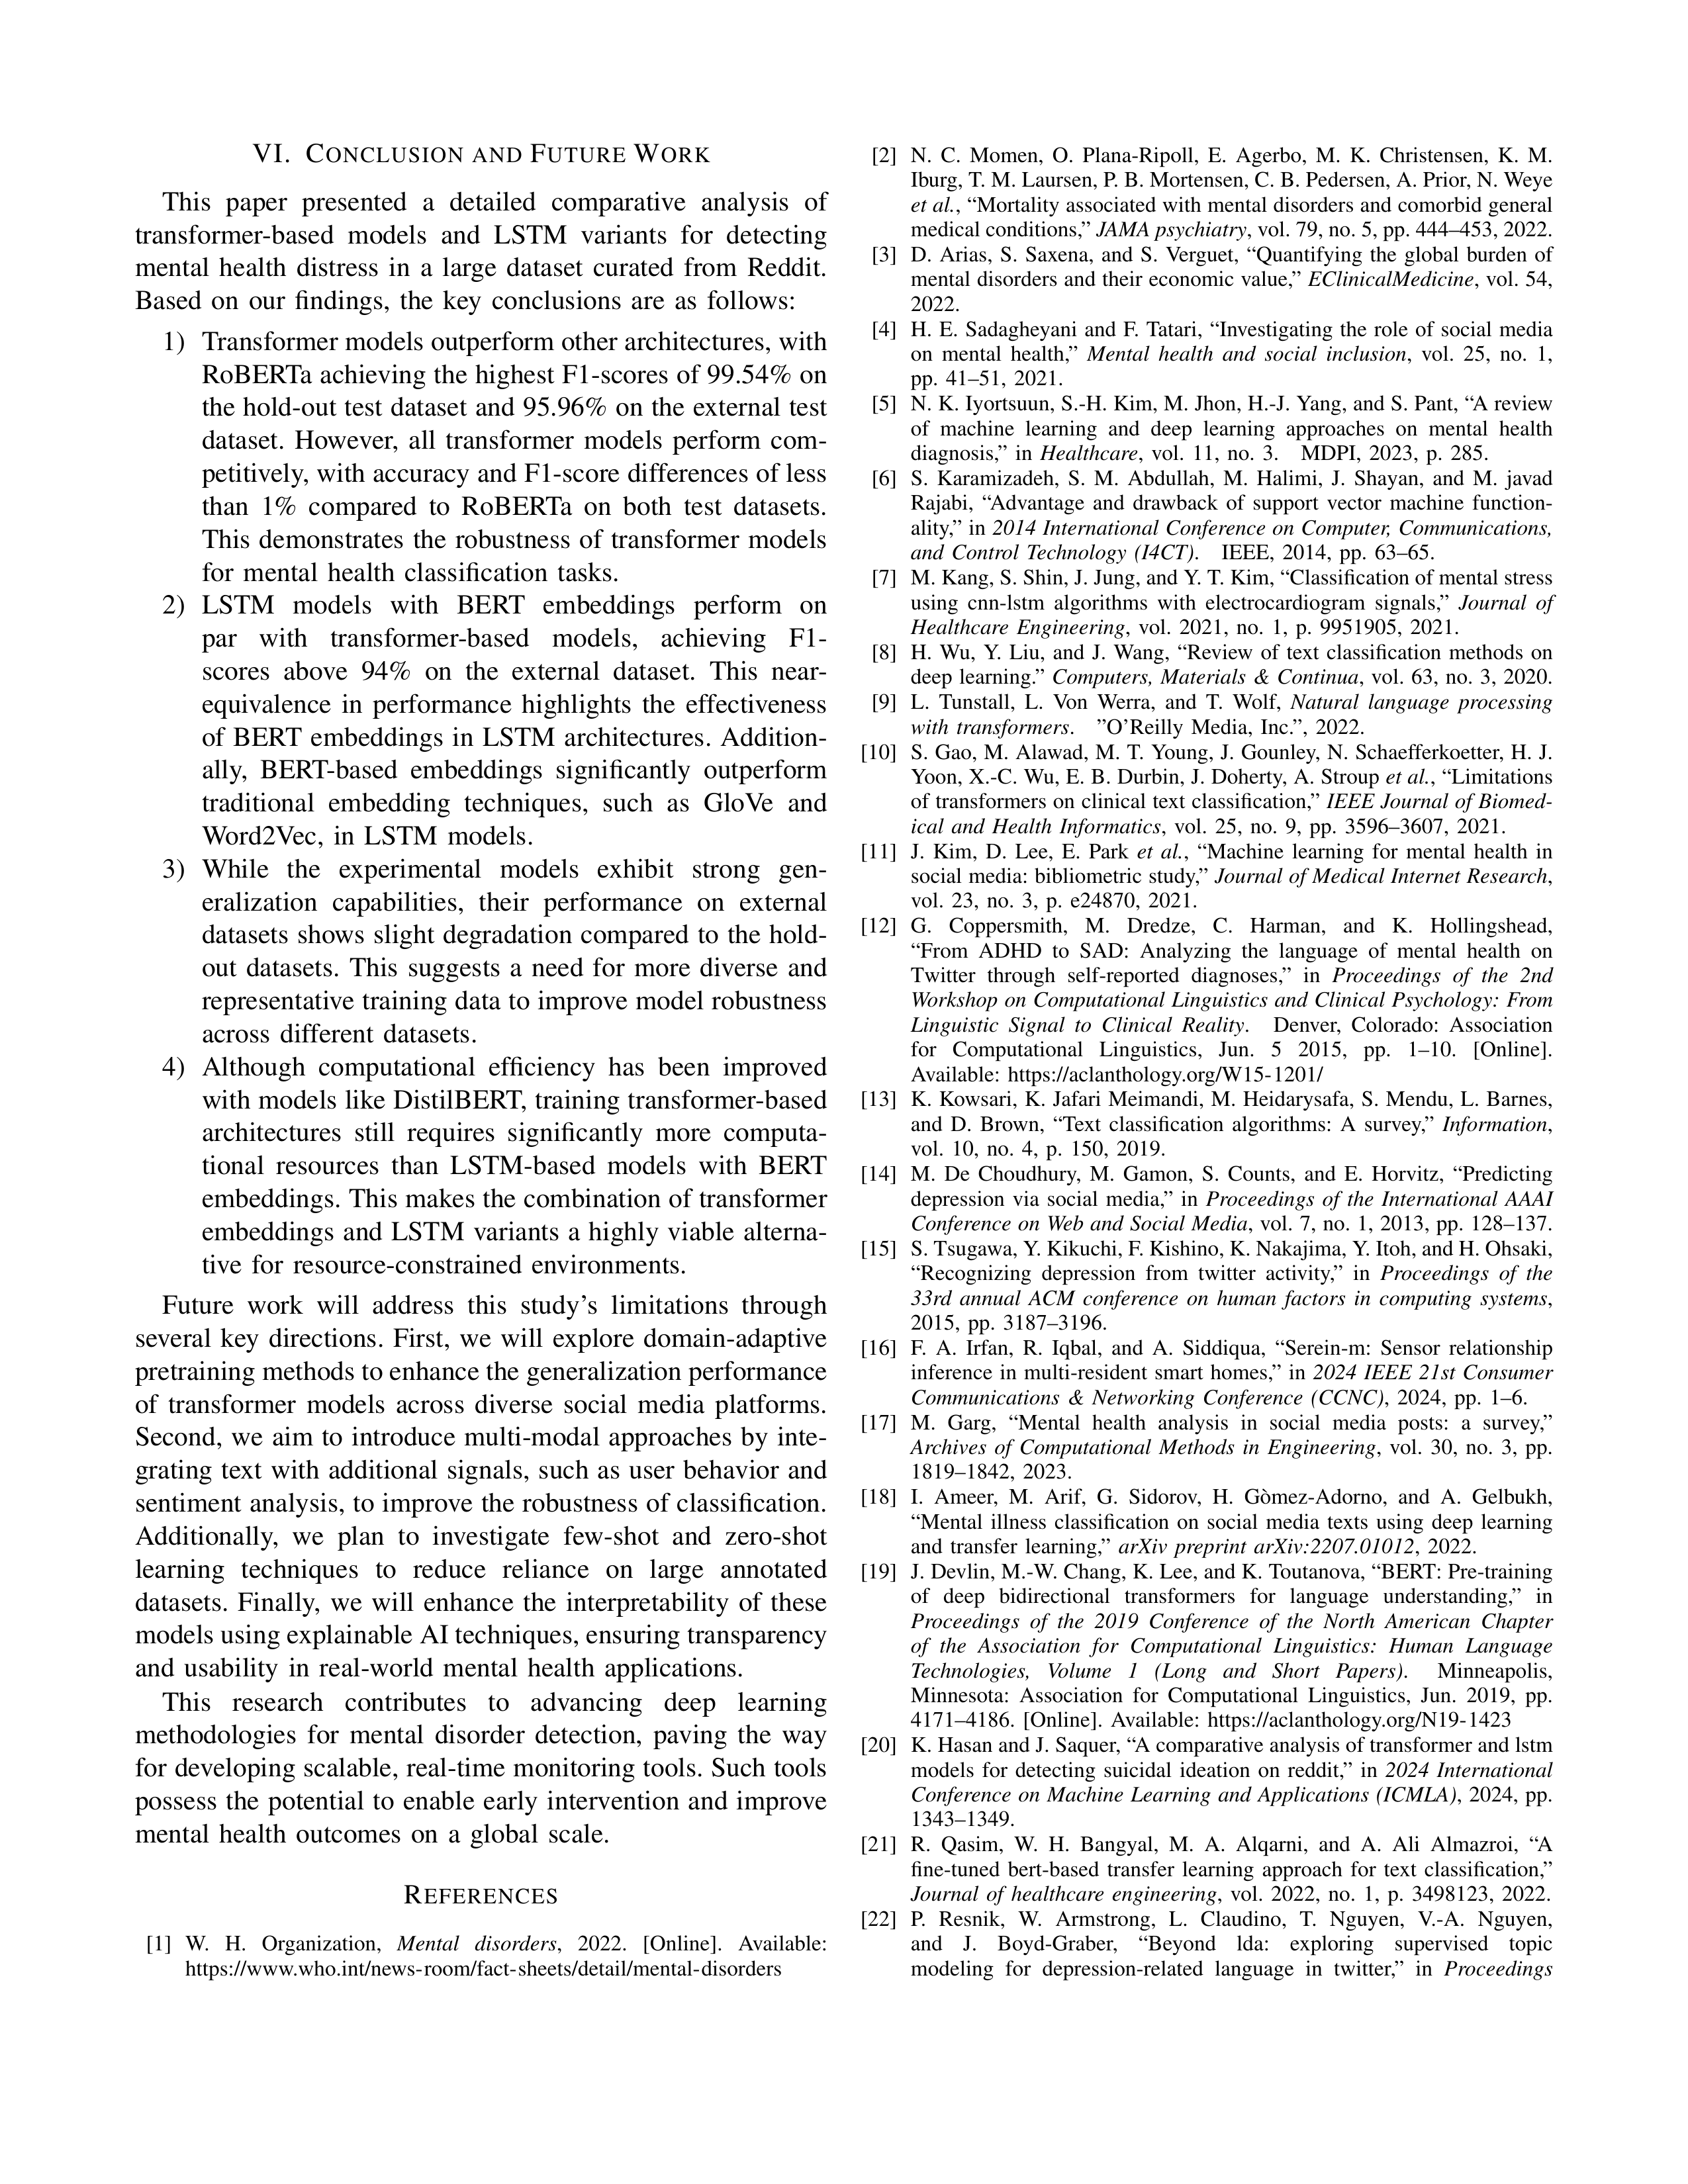 VI. Conclusion and Future Work
This paper presented a detailed comparative analysis of
transformer-based models and LSTM variants for detecting
mental health distress in a large dataset curated from Reddit.
Based on our findings, the key conclusions are as follows:
1) Transformer models outperform other architectures, with
RoBERTa achieving the highest F1-scores of 99.54% on
the hold-out test dataset and 95.96% on the external test
dataset. However, all transformer models perform com-
petitively, with accuracy and F1-score differences of less
than 1% compared to RoBERTa on both test datasets.
This demonstrates the robustness of transformer models
for mental health classification tasks.
2) LSTM models with BERT embeddings perform on
par with transformer-based models, achieving F1-
scores above 94% on the external dataset. This near-
equivalence in performance highlights the effectiveness
of BERT embeddings in LSTM architectures. Addition-
ally, BERT-based embeddings significantly outperform
traditional embedding techniques, such as GloVe and
Word2Vec, in LSTM models.
3) While the experimental models exhibit strong gen-
eralization capabilities, their performance on external
datasets shows slight degradation compared to the hold-
out datasets. This suggests a need for more diverse and
representative training data to improve model robustness
across different datasets.
4) Although computational efficiency has been improved
with models like DistilBERT, training transformer-based
architectures still requires significantly more computa-
tional resources than LSTM-based models with BERT
embeddings. This makes the combination of transformer
embeddings and LSTM variants a highly viable alterna-
tive for resource-constrained environments.
Future work will address this study's limitations through
several key directions. First, we will explore domain-adaptive
pretraining methods to enhance the generalization performance
of transformer models across diverse social media platforms.
Second, we aim to introduce multi-modal approaches by inte-
grating text with additional signals, such as user behavior and
sentiment analysis, to improve the robustness of classification.
Additionally, we plan to investigate few-shot and zero-shot
learning techniques to reduce reliance on large annotated
datasets. Finally, we will enhance the interpretability of these
models using explainable AI techniques, ensuring transparency
and usability in real-world mental health applications.
This research contributes to advancing deep learning
methodologies for mental disorder detection, paving the way
for developing scalable, real-time monitoring tools. Such tools
possess the potential to enable early intervention and improve
mental health outcomes on a global scale.
References
[1] W. H. Organization, Mental disorders, 2022. [Online]. Available:
https://www.who.int/news-room/fact-sheets/detail/mental-disorders
[2] N. C. Momen, O. Plana-Ripoll, E. Agerbo, M. K. Christensen, K. M.
Iburg, T. M. Laursen, P. B. Mortensen, C. B. Pedersen, A. Prior, N. Weye
et al., “Mortality associated with mental disorders and comorbid general
medical conditions,” JAMA psychiatry, vol. 79, no. 5, pp. 444–453, 2022.
[3] D. Arias, S. Saxena, and S. Verguet, “Quantifying the global burden of
mental disorders and their economic value,” EClinicalMedicine, vol. 54,
2022.
[4] H. E. Sadagheyani and F. Tatari, “Investigating the role of social media
on mental health,” Mental health and social inclusion, vol. 25, no. 1,
pp. 41–51, 2021.
[5] N. K. Iyortsuun, S.-H. Kim, M. Jhon, H.-J. Yang, and S. Pant, “A review
of machine learning and deep learning approaches on mental health
diagnosis,” in Healthcare, vol. 11, no. 3. MDPI, 2023, p. 285.
[6] S. Karamizadeh, S. M. Abdullah, M. Halimi, J. Shayan, and M. javad
Rajabi, “Advantage and drawback of support vector machine function-
ality,” in 2014 International Conference on Computer, Communications,
and Control Technology (I4CT). IEEE, 2014, pp. 63–65.
[7] M. Kang, S. Shin, J. Jung, and Y. T. Kim, “Classification of mental stress
using cnn-lstm algorithms with electrocardiogram signals,” Journal of
Healthcare Engineering, vol. 2021, no. 1, p. 9951905, 2021.
[8] H. Wu, Y. Liu, and J. Wang, “Review of text classification methods on
deep learning.” Computers, Materials & Continua, vol. 63, no. 3, 2020.
[9] L. Tunstall, L. Von Werra, and T. Wolf, Natural language processing
with transformers. ”O’Reilly Media, Inc.”, 2022.
[10] S. Gao, M. Alawad, M. T. Young, J. Gounley, N. Schaefferkoetter, H. J.
Yoon, X.-C. Wu, E. B. Durbin, J. Doherty, A. Stroup et al., “Limitations
of transformers on clinical text classification,” IEEE Journal of Biomed-
ical and Health Informatics, vol. 25, no. 9, pp. 3596–3607, 2021.
[11] J. Kim, D. Lee, E. Park et al., “Machine learning for mental health in
social media: bibliometric study,” Journal of Medical Internet Research,
vol. 23, no. 3, p. e24870, 2021.
[12] G. Coppersmith, M. Dredze, C. Harman, and K. Hollingshead,
“From ADHD to SAD: Analyzing the language of mental health on
Twitter through self-reported diagnoses,” in Proceedings of the 2nd
Workshop on Computational Linguistics and Clinical Psychology: From
Linguistic Signal to Clinical Reality. Denver, Colorado: Association
for Computational Linguistics, Jun. 5 2015, pp. 1–10. [Online].
Available: https://aclanthology.org/W15-1201/
[13] K. Kowsari, K. Jafari Meimandi, M. Heidarysafa, S. Mendu, L. Barnes,
and D. Brown, “Text classification algorithms: A survey,” Information,
vol. 10, no. 4, p. 150, 2019.
[14] M. De Choudhury, M. Gamon, S. Counts, and E. Horvitz, “Predicting
depression via social media,” in Proceedings of the International AAAI
Conference on Web and Social Media, vol. 7, no. 1, 2013, pp. 128–137.
[15] S. Tsugawa, Y. Kikuchi, F. Kishino, K. Nakajima, Y. Itoh, and H. Ohsaki,
“Recognizing depression from twitter activity,” in Proceedings of the
33rd annual ACM conference on human factors in computing systems,
2015, pp. 3187–3196.
[16] F. A. Irfan, R. Iqbal, and A. Siddiqua, “Serein-m: Sensor relationship
inference in multi-resident smart homes,” in 2024 IEEE 21st Consumer
Communications & Networking Conference (CCNC), 2024, pp. 1–6.
[17] M. Garg, “Mental health analysis in social media posts: a survey,”
Archives of Computational Methods in Engineering, vol. 30, no. 3, pp.
1819–1842, 2023.
[18] I. Ameer, M. Arif, G. Sidorov, H. Gòmez-Adorno, and A. Gelbukh,
“Mental illness classification on social media texts using deep learning
and transfer learning,” arXiv preprint arXiv:2207.01012, 2022.
[19] J. Devlin, M.-W. Chang, K. Lee, and K. Toutanova, “BERT: Pre-training
of deep bidirectional transformers for language understanding,” in
Proceedings of the 2019 Conference of the North American Chapter
of the Association for Computational Linguistics: Human Language
Technologies, Volume 1 (Long and Short Papers). Minneapolis,
Minnesota: Association for Computational Linguistics, Jun. 2019, pp.
4171–4186. [Online]. Available: https://aclanthology.org/N19-1423
[20] K. Hasan and J. Saquer, “A comparative analysis of transformer and lstm
models for detecting suicidal ideation on reddit,” in 2024 International
Conference on Machine Learning and Applications (ICMLA), 2024, pp.
1343–1349.
[21] R. Qasim, W. H. Bangyal, M. A. Alqarni, and A. Ali Almazroi, “A
fine-tuned bert-based transfer learning approach for text classification,”
Journal of healthcare engineering, vol. 2022, no. 1, p. 3498123, 2022.
[22] P. Resnik, W. Armstrong, L. Claudino, T. Nguyen, V.-A. Nguyen,
and J. Boyd-Graber, “Beyond lda: exploring supervised topic
modeling for depression-related language in twitter,” in Proceedings